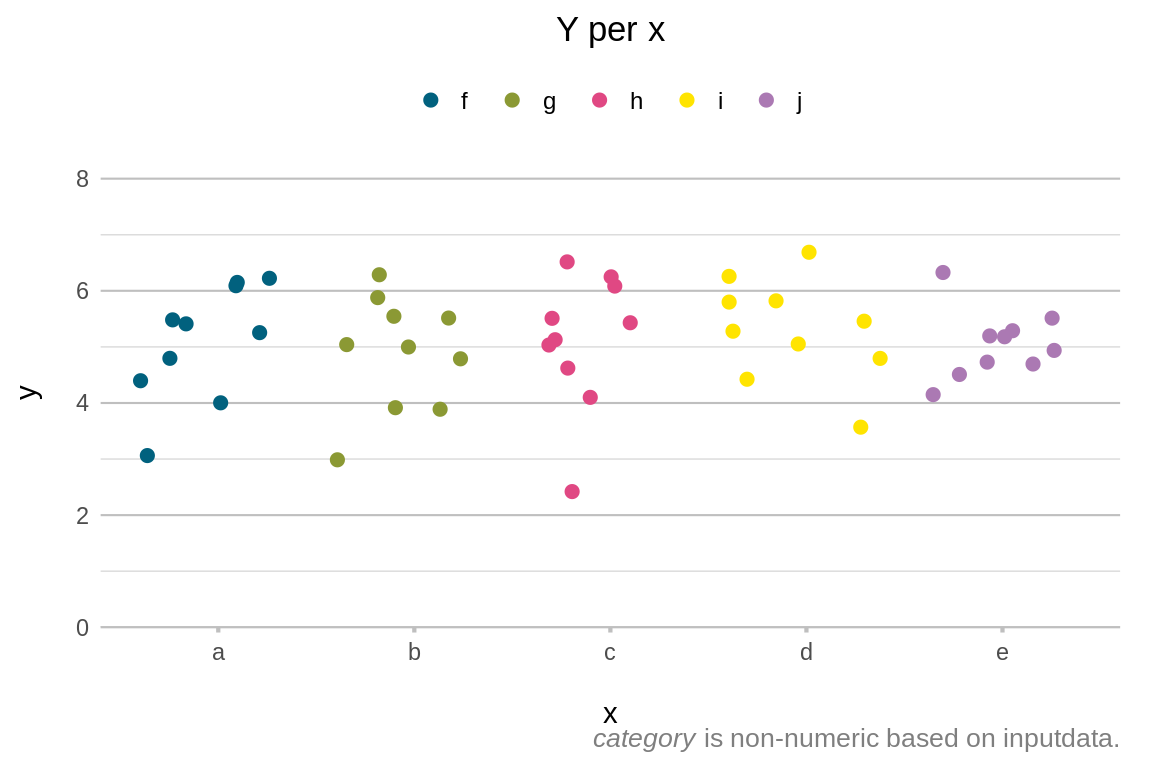 Y per x
f g h i j
8
6
4
2
0
y
a b c d e
x
category is non-numeric based on inputdata.